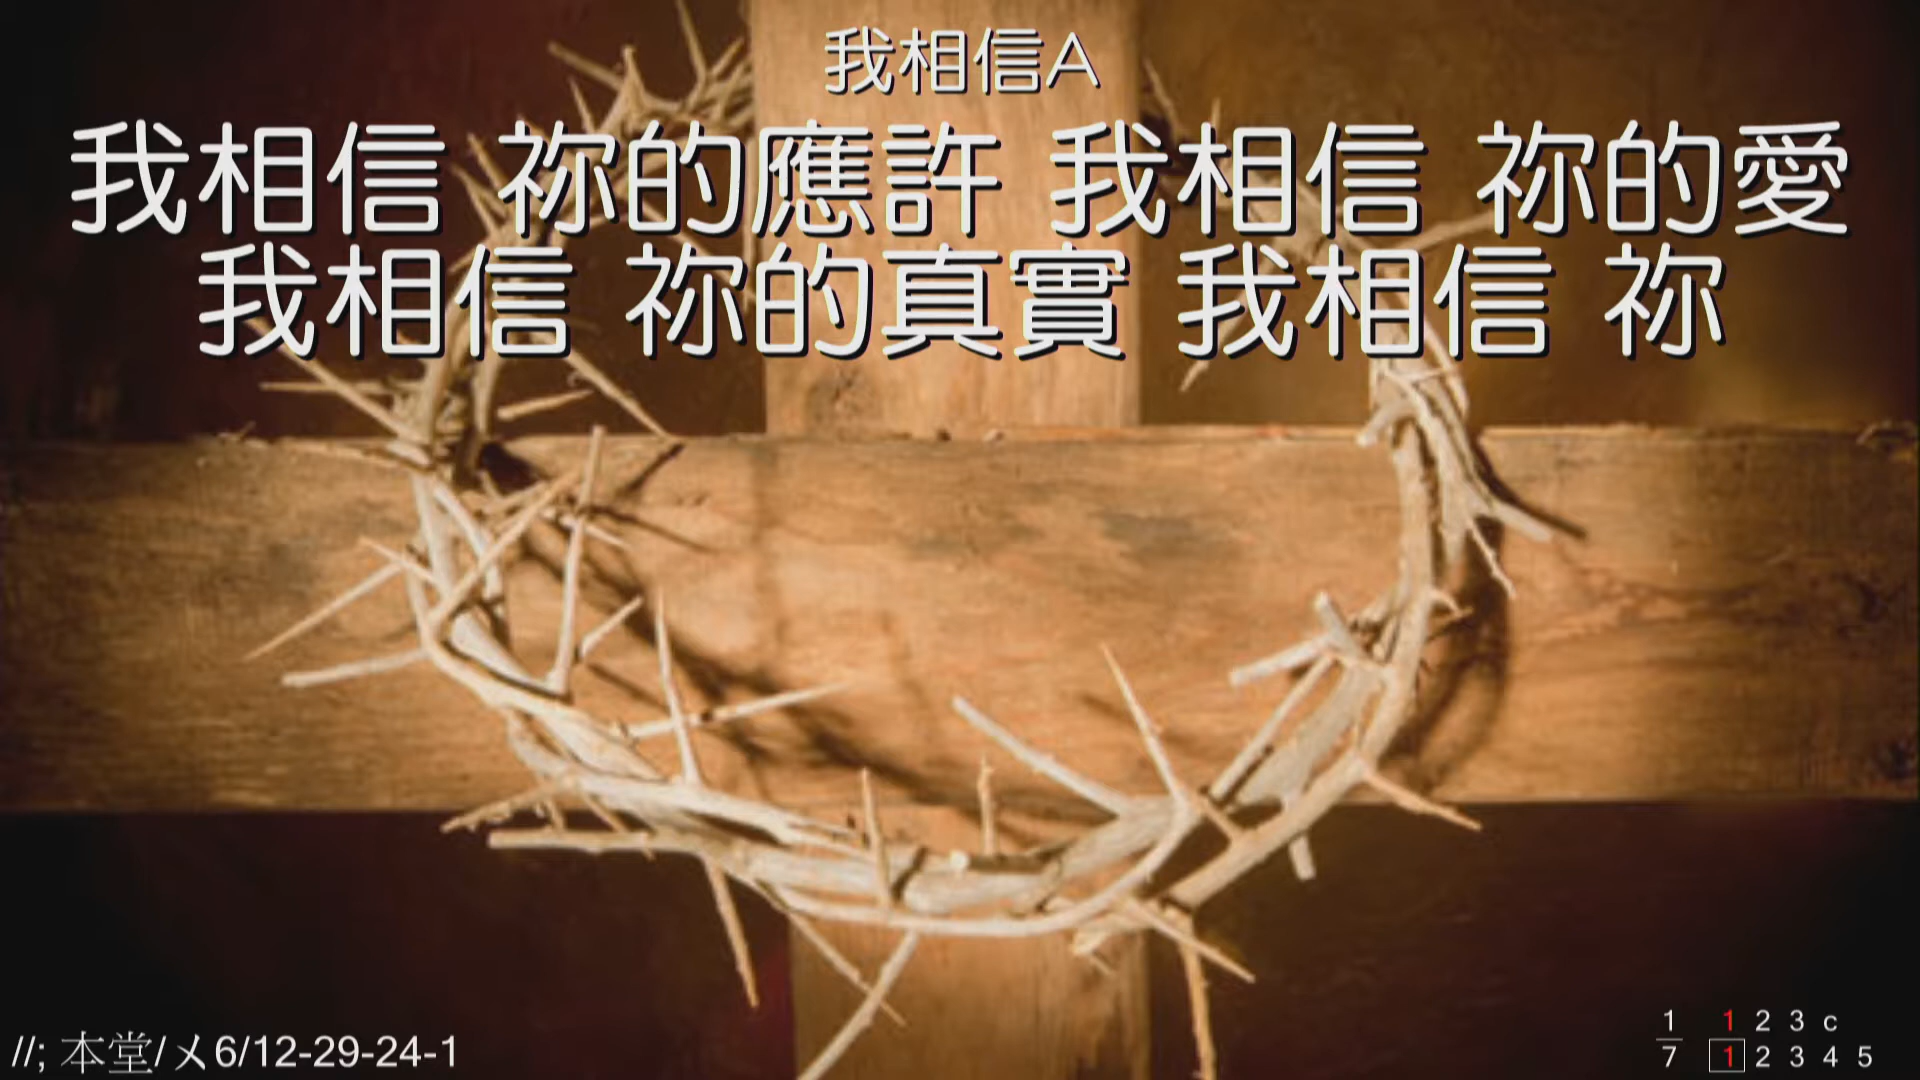 我相信A
我相信 祢的應許 我相信 祢的愛
我相信 祢的真實 我相信 祢
//; 本堂/ㄨ6/12-29-24-1
1 1 2 3 c
7 1 2 3 4 5